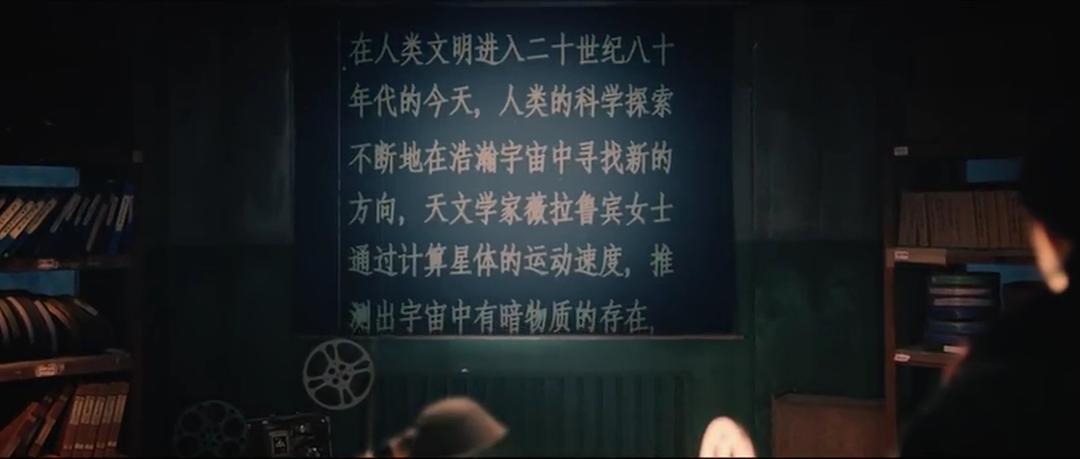 在人类文明进入二十世纪八十
年代的今天，人类的科学探索
不断地在浩瀚宇宙中寻找新的
方向，天文学家薇拉鲁宾女士
通过计算星体的运动速度，推
测出宇宙中有暗物质的存在，